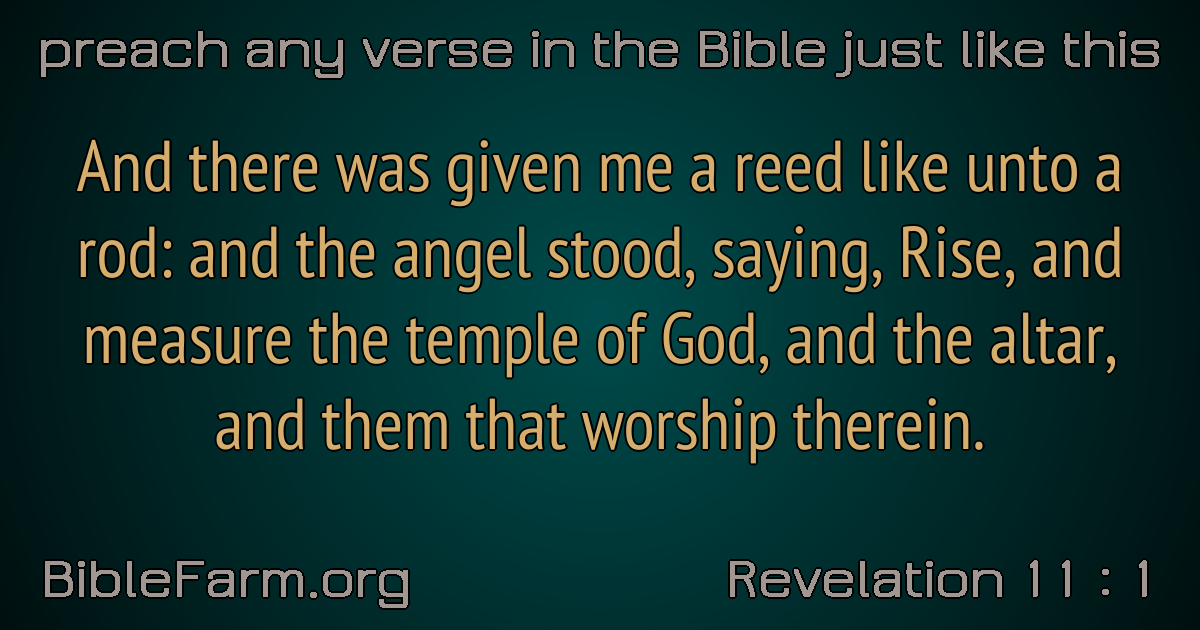 preach any verse in the Bible just like this
And there was given me a reed like unto a
rod: and the angel stood, saying, Rise, and
measure the temple of God, and the altar,
and them that worship therein.
BibleFarm.org
Revelation 11 : 1